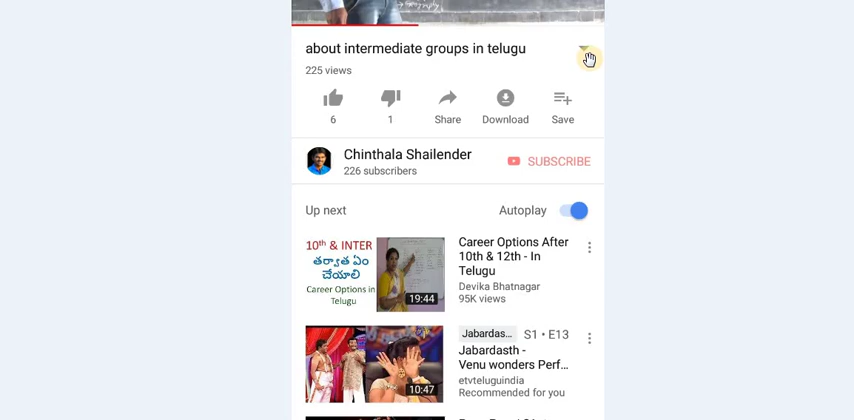 about intermediate groups in telugu
225 views
6
1
Share
Download
Save
Chinthala Shailender
226 subscribers
SUBSCRIBE
Up next
Autoplay
10th & INTER
తర్వాత ఏం
చేయాలి
Career Options in
Telugu
19:44
Career Options After
10th & 12th - In
Telugu
Devika Bhatnagar
95K views
10:47
Jabardas... S1 • E13
Jabardasth -
Venu wonders Perf...
etvteluguindia
Recommended for you